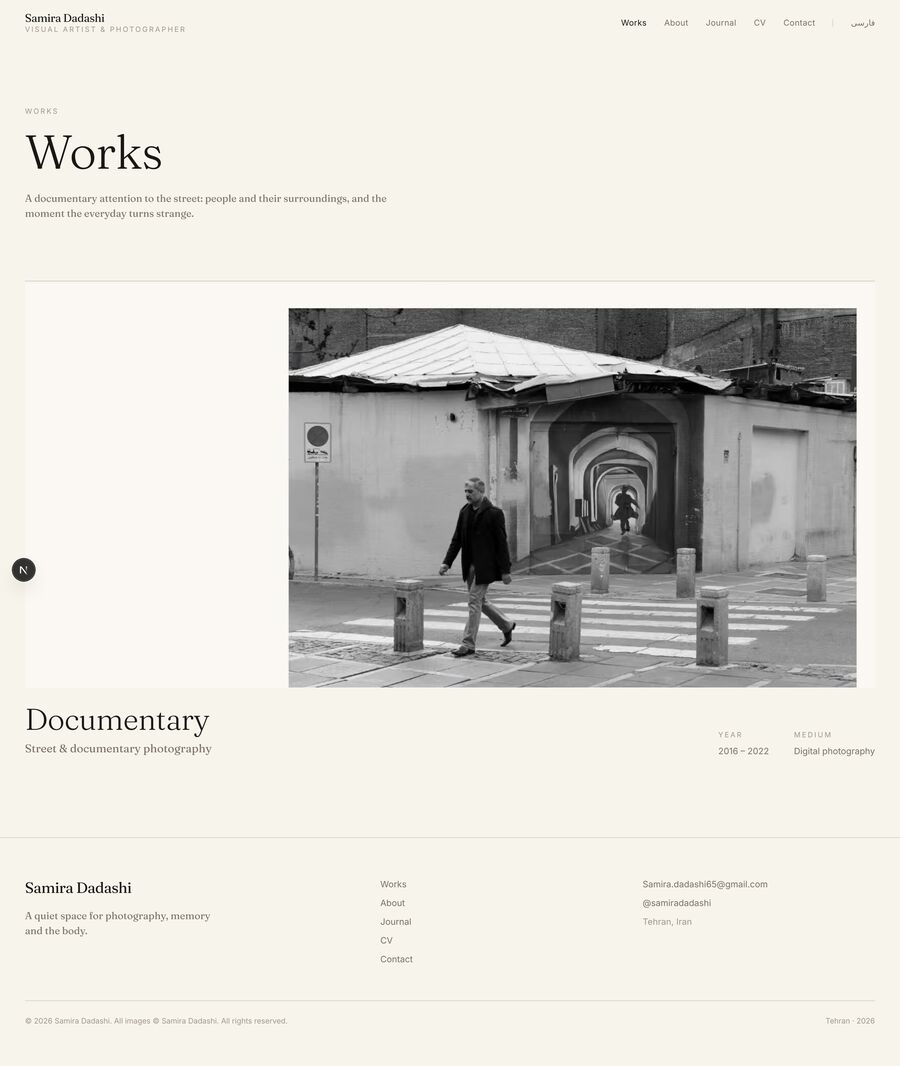 Samira Dadashi
VISUAL ARTIST & PHOTOGRAPHER
Works
About
Journal
CV
Contact
فارسی
WORKS
Works
A documentary attention to the street: people and their surroundings, and the
moment the everyday turns strange.
N
Documentary
Street & documentary photography
YEAR
2016 – 2022
MEDIUM
Digital photography
Samira Dadashi
A quiet space for photography, memory
and the body.
Works
About
Journal
CV
Contact
Samira.dadashi65@gmail.com
@samiradadashi
Tehran, Iran
© 2026 Samira Dadashi. All images © Samira Dadashi. All rights reserved.
Tehran · 2026